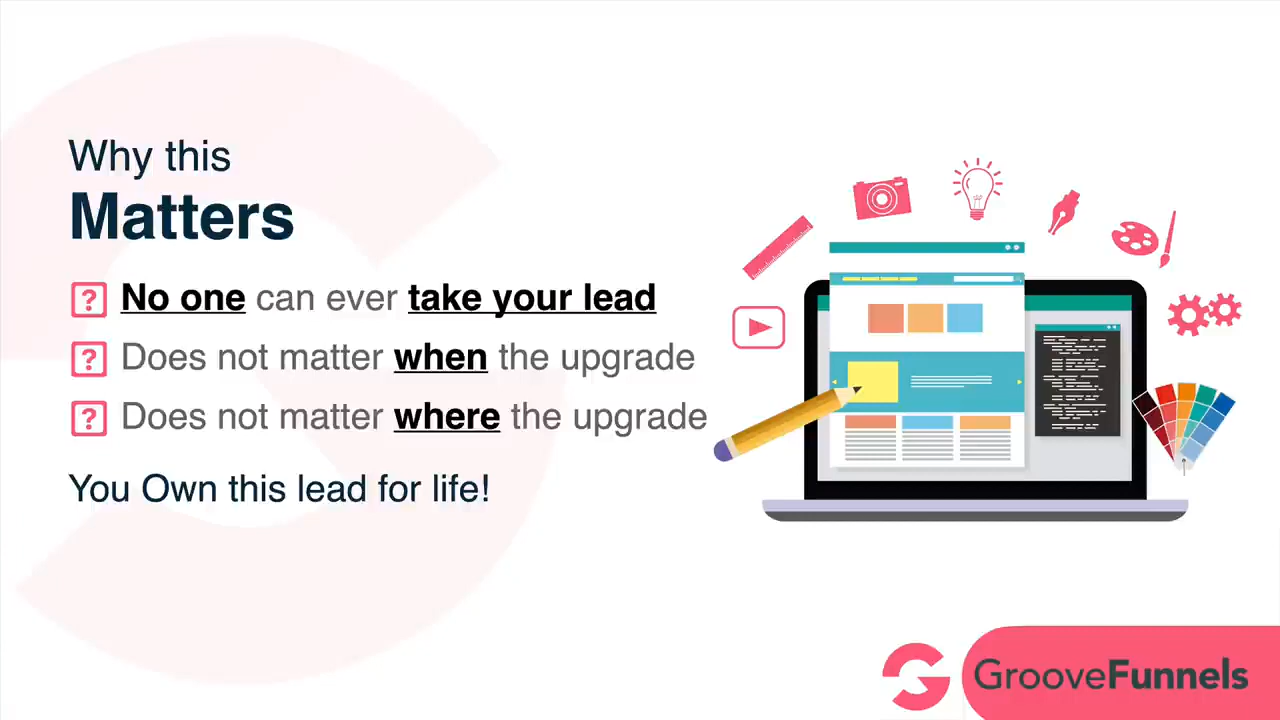 Why this
Matters
? No one can ever take your lead
? Does not matter when the upgrade
? Does not matter where the upgrade
You Own this lead for life!
GrooveFunnels